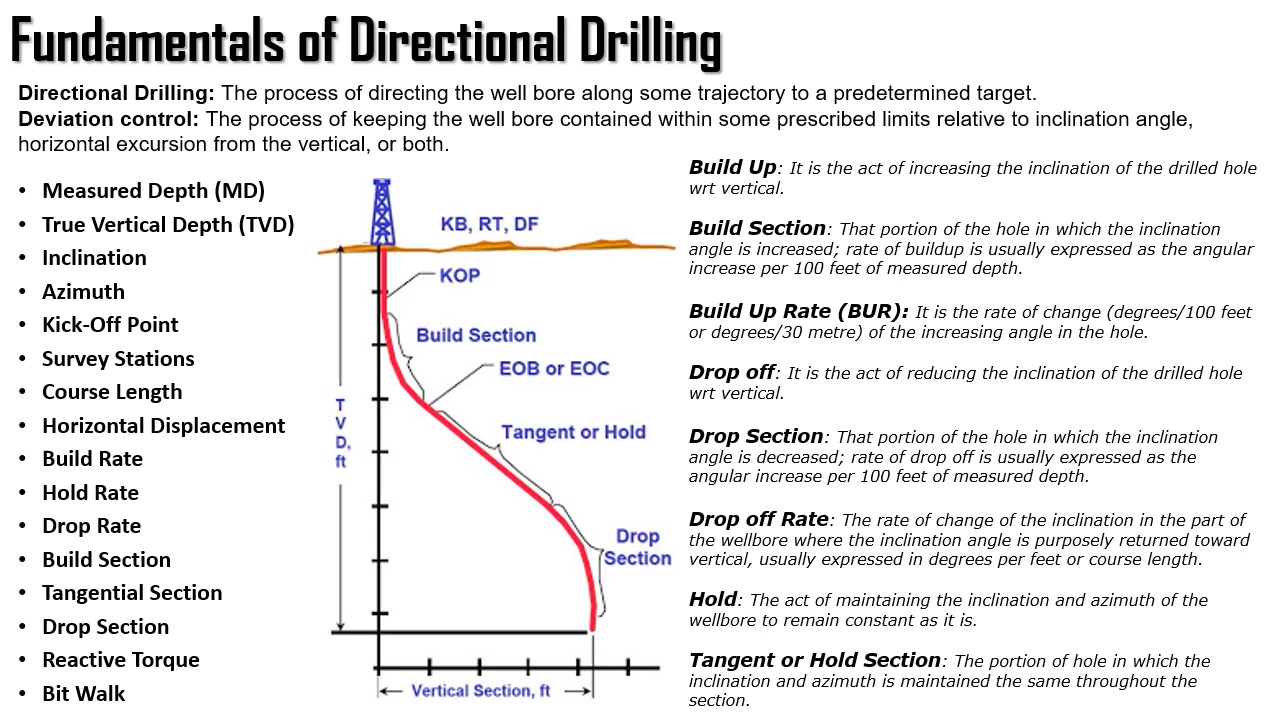 Fundamentals of Directional Drilling
Directional Drilling: The process of directing the well bore along some trajectory to a predetermined target.
Deviation control: The process of keeping the well bore contained within some prescribed limits relative to inclination angle,
horizontal excursion from the vertical, or both.
• Measured Depth (MD)
• True Vertical Depth (TVD)
• Inclination
• Azimuth
• Kick-Off Point
• Survey Stations
• Course Length
• Horizontal Displacement
• Build Rate
• Hold Rate
• Drop Rate
• Build Section
• Tangential Section
• Drop Section
• Reactive Torque
• Bit Walk
KB, RT, DF
KOP
Build Section
EOB or EOC
Tangent or Hold
T
V
D,
ft
Drop
Section
Vertical Section, ft
Build Up: It is the act of increasing the inclination of the drilled hole
wrt vertical.
Build Section: That portion of the hole in which the inclination
angle is increased; rate of buildup is usually expressed as the angular
increase per 100 feet of measured depth.
Build Up Rate (BUR): It is the rate of change (degrees/100 feet
or degrees/30 metre) of the increasing angle in the hole.
Drop off: It is the act of reducing the inclination of the drilled hole
wrt vertical.
Drop Section: That portion of the hole in which the inclination
angle is decreased; rate of drop off is usually expressed as the
angular increase per 100 feet of measured depth.
Drop off Rate: The rate of change of the inclination in the part of
the wellbore where the inclination angle is purposely returned toward
vertical, usually expressed in degrees per feet or course length.
Hold: The act of maintaining the inclination and azimuth of the
wellbore to remain constant as it is.
Tangent or Hold Section: The portion of hole in which the
inclination and azimuth is maintained the same throughout the
section.